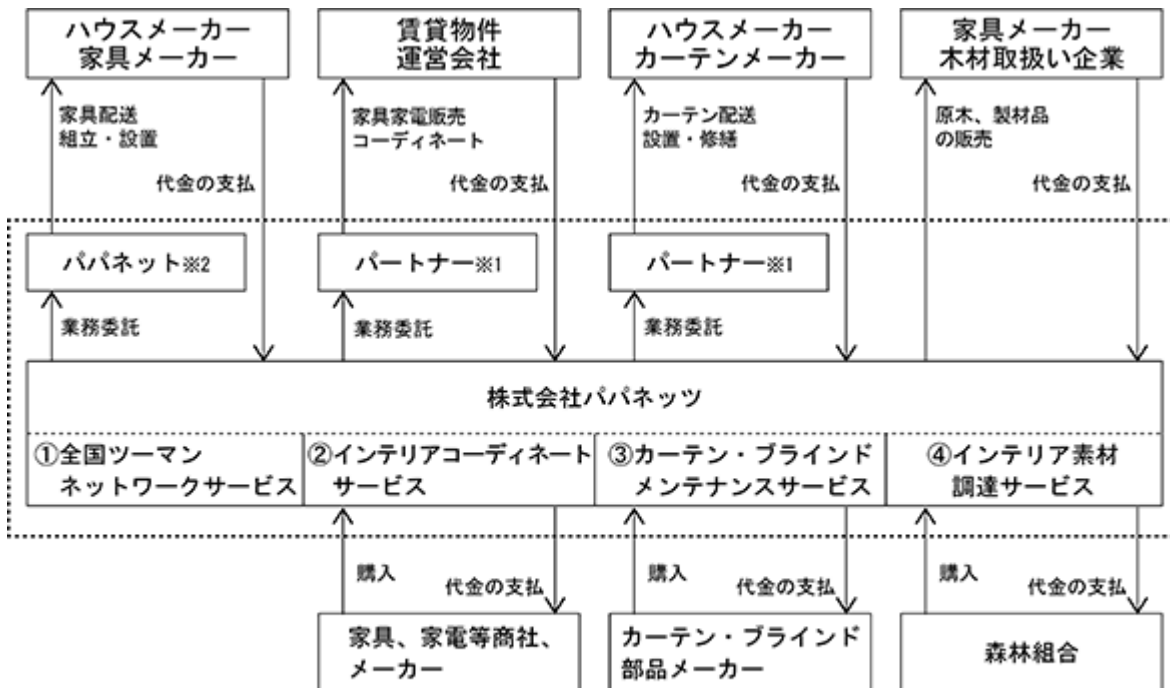 ハウスメーカー
家具メーカー
賃貸物件
運営会社
ハウスメーカー
カーテンメーカー
家具メーカー
木材取扱い企業
家具配送
組立・設置
代金の支払
家具家電販売
コーディネート
代金の支払
カーテン配送
設置・修繕
代金の支払
原木、製材品
の販売
代金の支払
パパネット※2
パートナー※1
パートナー※1
業務委託
業務委託
業務委託
株式会社パパネッツ
①全国ツーマン
ネットワークサービス
②インテリアコーディネート
サービス
③カーテン・ブラインド
メンテナンスサービス
④インテリア素材
調達サービス
購入
代金の支払
購入
代金の支払
購入
代金の支払
家具、家電等商社、
メーカー
カーテン・ブラインド
部品メーカー
森林組合